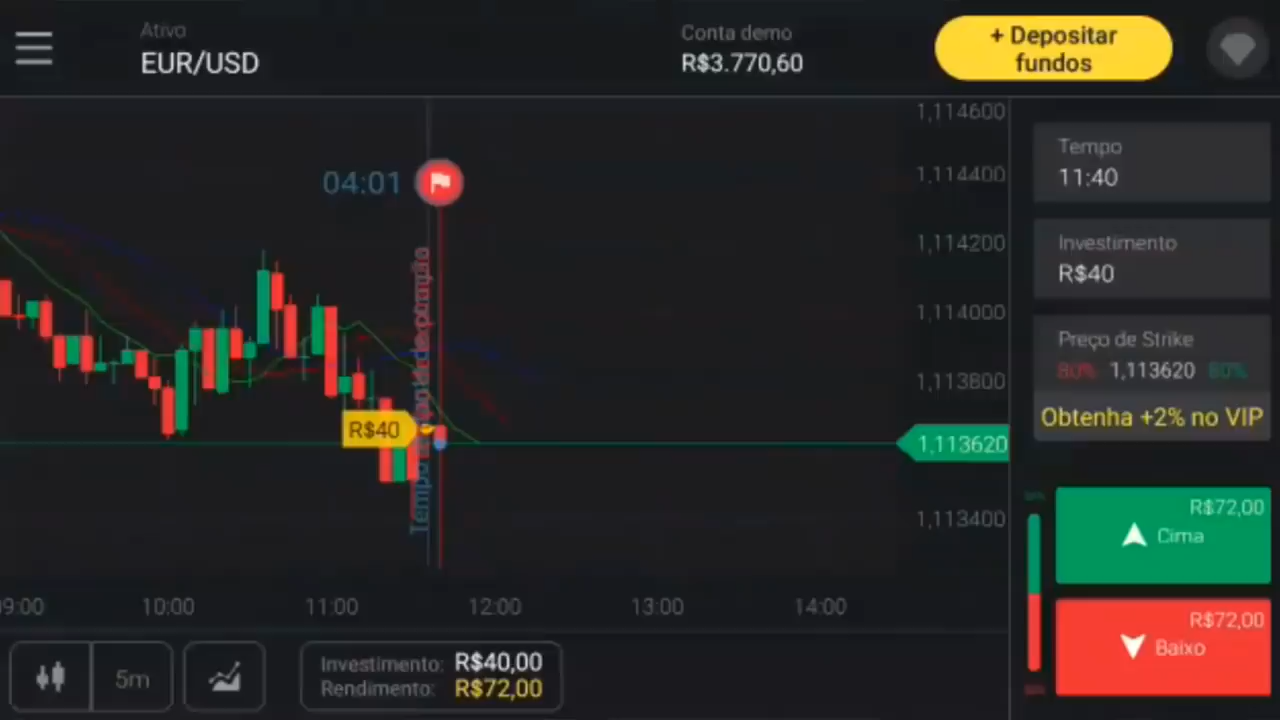 Ativo
EUR/USD
Conta demo
R$3.770,60
+ Depositar
fundos
1,114600
1,114400
1,114200
1,114000
1,113800
1,113620
1,113400
04:01
R$40
Tempo
11:40
Investimento
R$40
Preço de Strike
80% 1,113620 80%
Obtenha +2% no VIP
R$72,00
Cima
R$72,00
Baixo
09:00 10:00 11:00 12:00 13:00 14:00
5m
Investimento: R$40,00
Rendimento: R$72,00